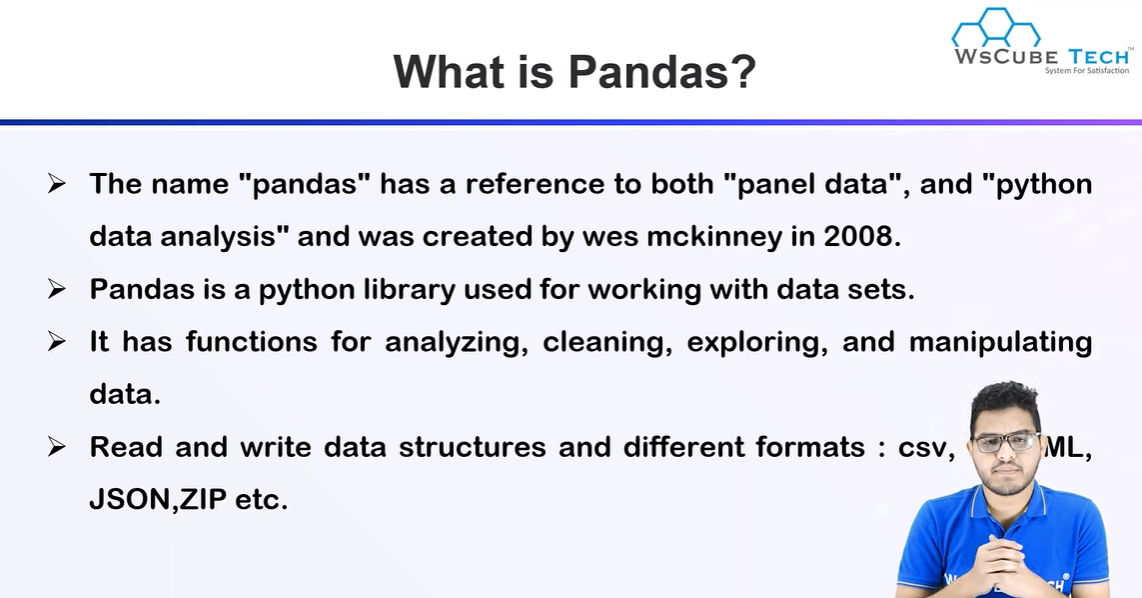 WsCube Tech™
System For Satisfaction
What is Pandas?
➢ The name "pandas" has a reference to both "panel data", and "python
data analysis" and was created by wes mckinney in 2008.
➢ Pandas is a python library used for working with data sets.
➢ It has functions for analyzing, cleaning, exploring, and manipulating
data.
➢ Read and write data structures and different formats : csv, ML,
JSON,ZIP etc.